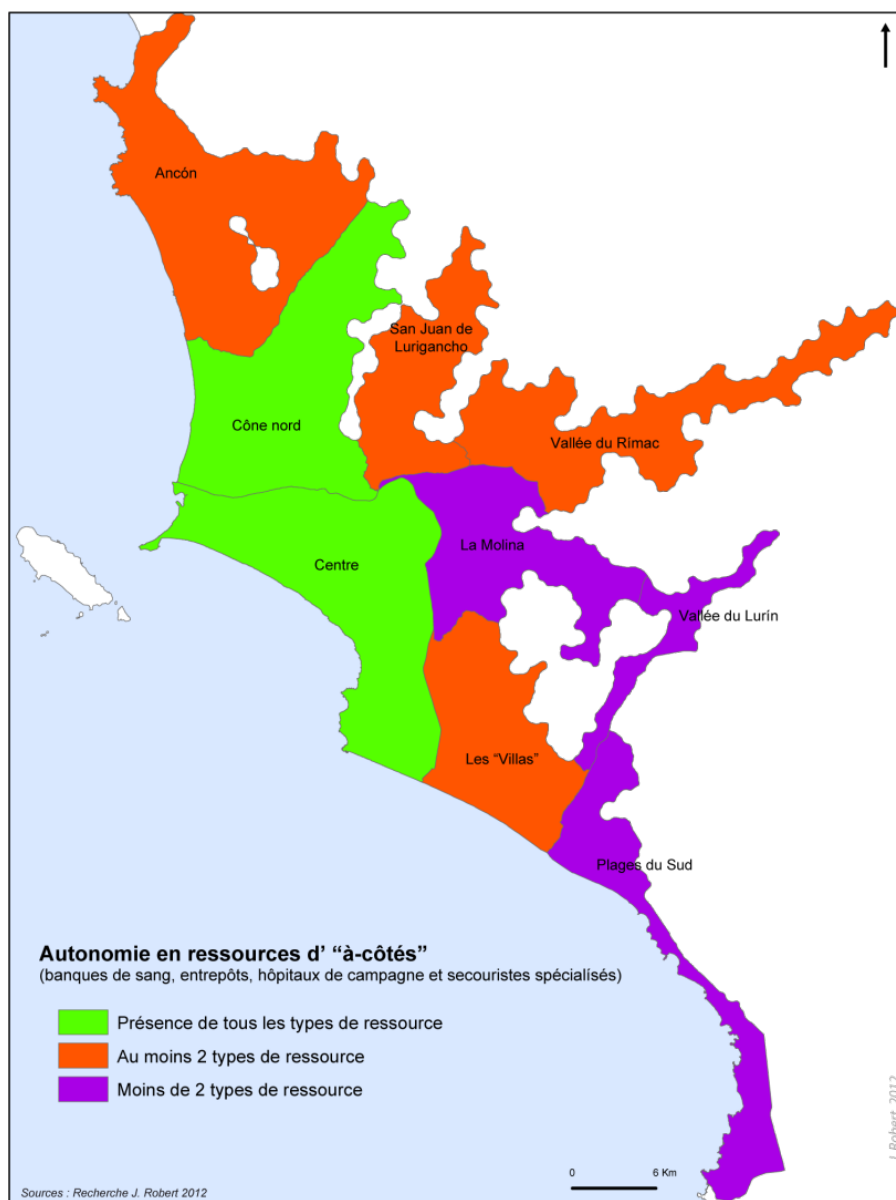 Ancón
San Juan de
Lurigancho
Cône nord
Vallée du Rímac
La Molina
Centre
Vallée du Lurín
Les “Villas”
Plages du Sud
Autonomie en ressources d’ “à-côtés”
(banques de sang, entrepôts, hôpitaux de campagne et secouristes spécialisés)
Présence de tous les types de ressource
Au moins 2 types de ressource
Moins de 2 types de ressource
0 6 Km
Sources : Recherche J. Robert 2012
J. Robert, 2012